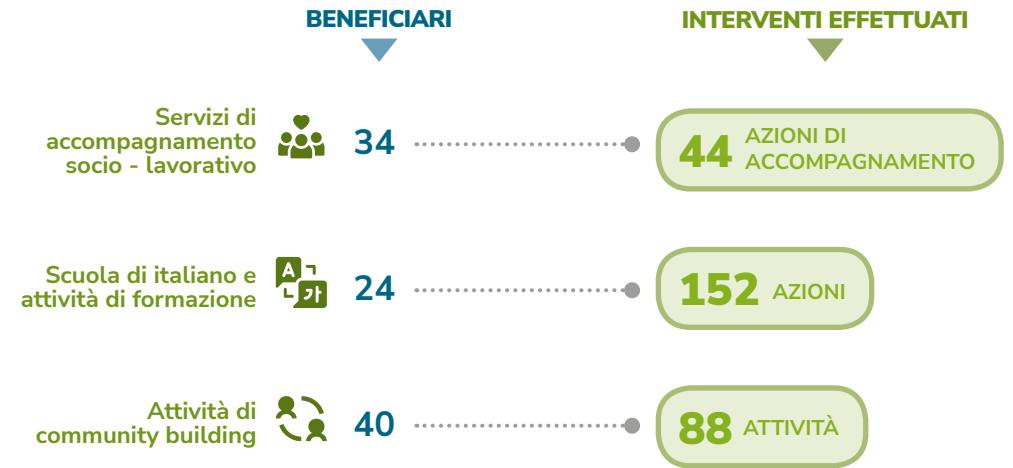 BENEFICIARI
INTERVENTI EFFETTUATI
Servizi di
accompagnamento
socio - lavorativo
34
44 AZIONI DI
ACCOMPAGNAMENTO
Scuola di italiano e
attività di formazione
A
가
24
152 AZIONI
Attività di
community building
40
88 ATTIVITÀ